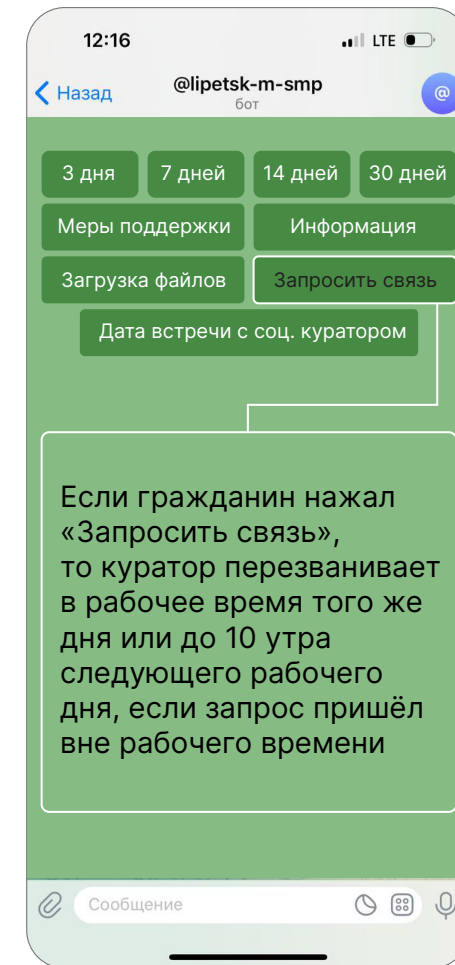 12:16 LTE
Назад @lipetsk-m-smp @
бот
3 дня 7 дней 14 дней 30 дней
Меры поддержки Информация
Загрузка файлов Запросить связь
Дата встречи с соц. куратором
Если гражданин нажал
«Запросить связь»,
то куратор перезванивает
в рабочее время того же
дня или до 10 утра
следующего рабочего
дня, если запрос пришёл
вне рабочего времени
Сообщение